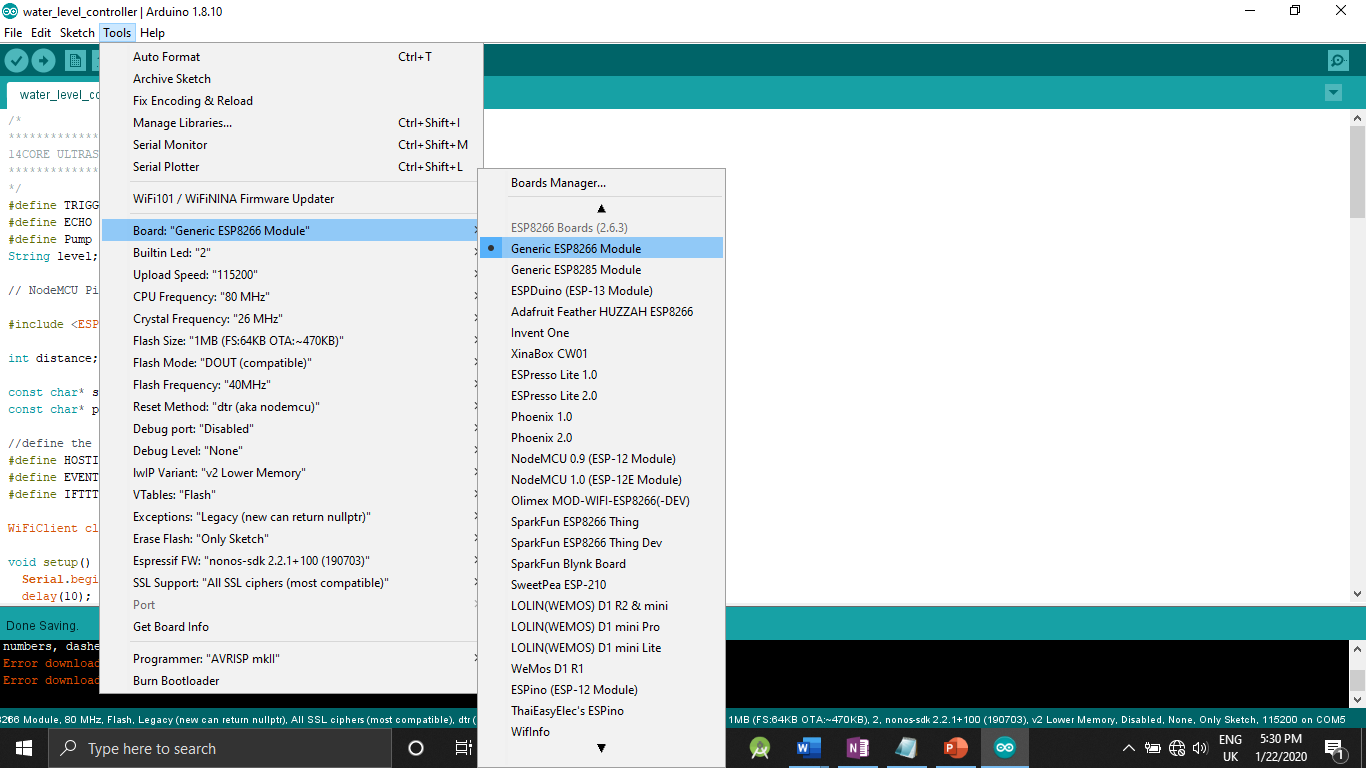 water_level_controller | Arduino 1.8.10
File Edit Sketch Tools Help
water_level_co
/*
14CORE ULTRAS
*/
#define TRIGG
#define ECHO
#define Pump
String level;
// NodeMCU Pi
#include <ESP
int distance;
const char* s
const char* p
//define the
#define HOSTI
#define EVENT
#define IFTTT
WiFiClient cl
void setup()
Serial.begi
delay(10);
Auto Format Ctrl+T
Archive Sketch
Fix Encoding & Reload
Manage Libraries... Ctrl+Shift+I
Serial Monitor Ctrl+Shift+M
Serial Plotter Ctrl+Shift+L
WiFi101 / WiFiNINA Firmware Updater
Board: "Generic ESP8266 Module"
Builtin Led: "2"
Upload Speed: "115200"
CPU Frequency: "80 MHz"
Crystal Frequency: "26 MHz"
Flash Size: "1MB (FS:64KB OTA:~470KB)"
Flash Mode: "DOUT (compatible)"
Flash Frequency: "40MHz"
Reset Method: "dtr (aka nodemcu)"
Debug port: "Disabled"
Debug Level: "None"
lwIP Variant: "v2 Lower Memory"
VTables: "Flash"
Exceptions: "Legacy (new can return nullptr)"
Erase Flash: "Only Sketch"
Espressif FW: "nonos-sdk 2.2.1+100 (190703)"
SSL Support: "All SSL ciphers (most compatible)"
Port
Get Board Info
Programmer: "AVRISP mkII"
Burn Bootloader
Boards Manager...
ESP8266 Boards (2.6.3)
Generic ESP8266 Module
Generic ESP8285 Module
ESPDuino (ESP-13 Module)
Adafruit Feather HUZZAH ESP8266
Invent One
XinaBox CW01
ESPresso Lite 1.0
ESPresso Lite 2.0
Phoenix 1.0
Phoenix 2.0
NodeMCU 0.9 (ESP-12 Module)
NodeMCU 1.0 (ESP-12E Module)
Olimex MOD-WIFI-ESP8266(-DEV)
SparkFun ESP8266 Thing
SparkFun ESP8266 Thing Dev
SparkFun Blynk Board
SweetPea ESP-210
LOLIN(WEMOS) D1 R2 & mini
LOLIN(WEMOS) D1 mini Pro
LOLIN(WEMOS) D1 mini Lite
WeMos D1 R1
ESPino (ESP-12 Module)
ThaiEasyElec's ESPino
WifInfo
Done Saving.
numbers, dashe
Error download
Error download
8266 Module, 80 MHz, Flash, Legacy (new can return nullptr), All SSL ciphers (most compatible), dtr ( 1MB (FS:64KB OTA:~470KB), 2, nonos-sdk 2.2.1+100 (190703), v2 Lower Memory, Disabled, None, Only Sketch, 115200 on COM5
Type here to search
ENG
UK
5:30 PM
1/22/2020
1